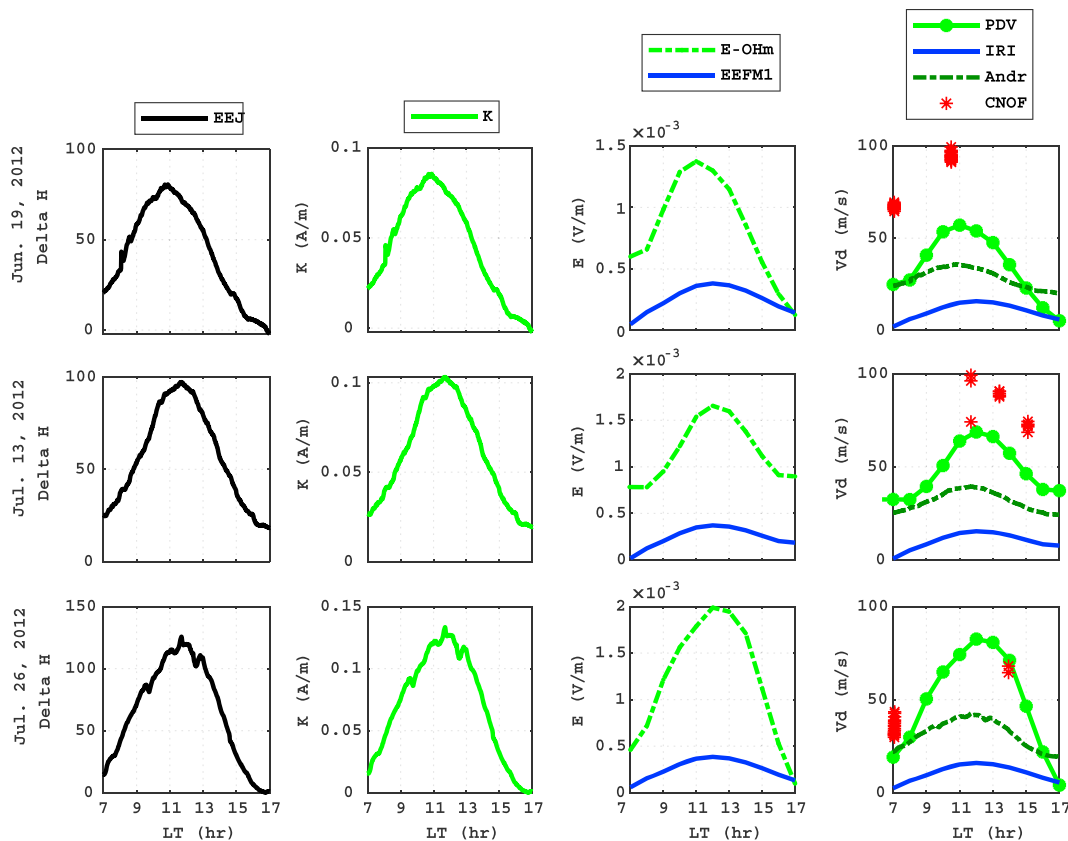 PDV
IRI
Andr
CNOF
E-OHm
EEFM1
EEJ
K
Jun. 19, 2012
Delta H
100
50
0
K (A/m)
0.1
0.05
0
E (V/m)
×10-3
1.5
1
0.5
0
Vd (m/s)
100
50
0
Jul. 13, 2012
Delta H
100
50
0
K (A/m)
0.1
0.05
0
E (V/m)
×10-3
2
1.5
1
0.5
0
Vd (m/s)
100
50
0
Jul. 26, 2012
Delta H
150
100
50
0
7 9 11 13 15 17
LT (hr)
K (A/m)
0.15
0.1
0.05
0
7 9 11 13 15 17
LT (hr)
E (V/m)
×10-3
2
1.5
1
0.5
0
7 9 11 13 15 17
LT (hr)
Vd (m/s)
100
50
0
7 9 11 13 15 17
LT (hr)